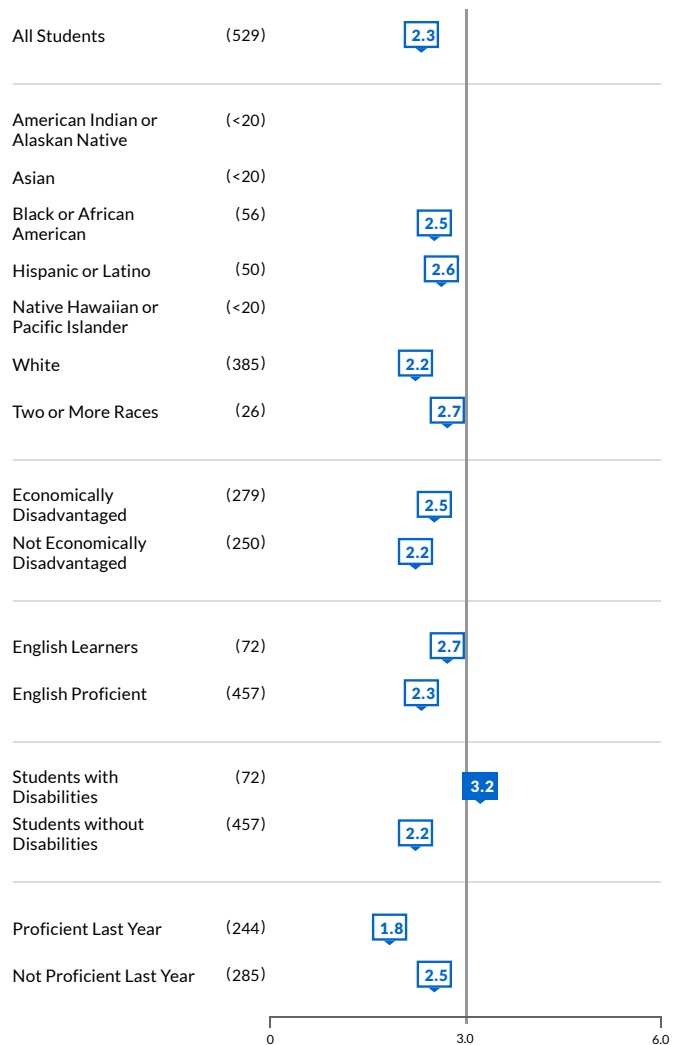 All Students (529) 2.3
American Indian or (<20)
Alaskan Native
Asian (<20)
Black or African (56) 2.5
American
Hispanic or Latino (50) 2.6
Native Hawaiian or (<20)
Pacific Islander
White (385) 2.2
Two or More Races (26) 2.7
Economically (279) 2.5
Disadvantaged
Not Economically (250) 2.2
Disadvantaged
English Learners (72) 2.7
English Proficient (457) 2.3
Students with (72) 3.2
Disabilities
Students without (457) 2.2
Disabilities
Proficient Last Year (244) 1.8
Not Proficient Last Year (285) 2.5
0 3.0 6.0